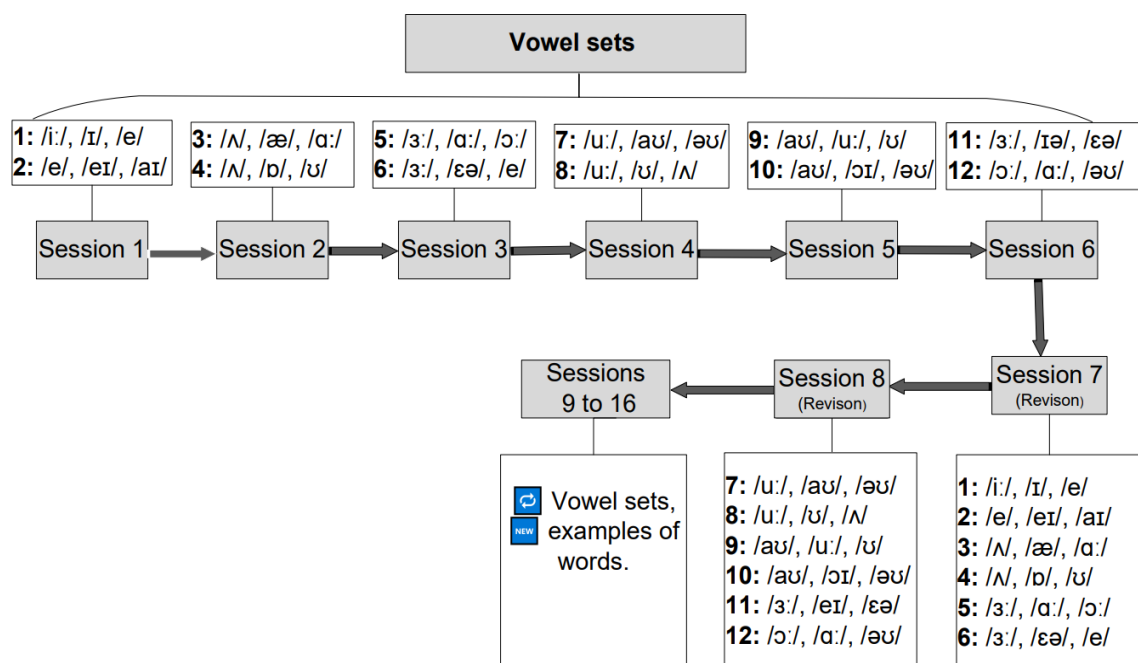 Vowel sets
1: /iː/, /ɪ/, /e/
2: /e/, /eɪ/, /aɪ/
3: /ʌ/, /æ/, /ɑː/
4: /ʌ/, /ɒ/, /ʊ/
5: /ɜː/, /ɑː/, /ɔː/
6: /ɜː/, /ɛə/, /e/
7: /uː/, /aʊ/, /əʊ/
8: /uː/, /ʊ/, /ʌ/
9: /aʊ/, /uː/, /ʊ/
10: /aʊ/, /ɔɪ/, /əʊ/
11: /ɜː/, /ɪə/, /ɛə/
12: /ɔː/, /ɑː/, /əʊ/
Session 1
Session 2
Session 3
Session 4
Session 5
Session 6
Session 7
(Revison)
Session 8
(Revison)
Sessions
9 to 16
1: /iː/, /ɪ/, /e/
2: /e/, /eɪ/, /aɪ/
3: /ʌ/, /æ/, /ɑː/
4: /ʌ/, /ɒ/, /ʊ/
5: /ɜː/, /ɑː/, /ɔː/
6: /ɜː/, /ɛə/, /e/
7: /uː/, /aʊ/, /əʊ/
8: /uː/, /ʊ/, /ʌ/
9: /aʊ/, /uː/, /ʊ/
10: /aʊ/, /ɔɪ/, /əʊ/
11: /ɜː/, /eɪ/, /ɛə/
12: /ɔː/, /ɑː/, /əʊ/
Vowel sets,
NEW examples of
words.